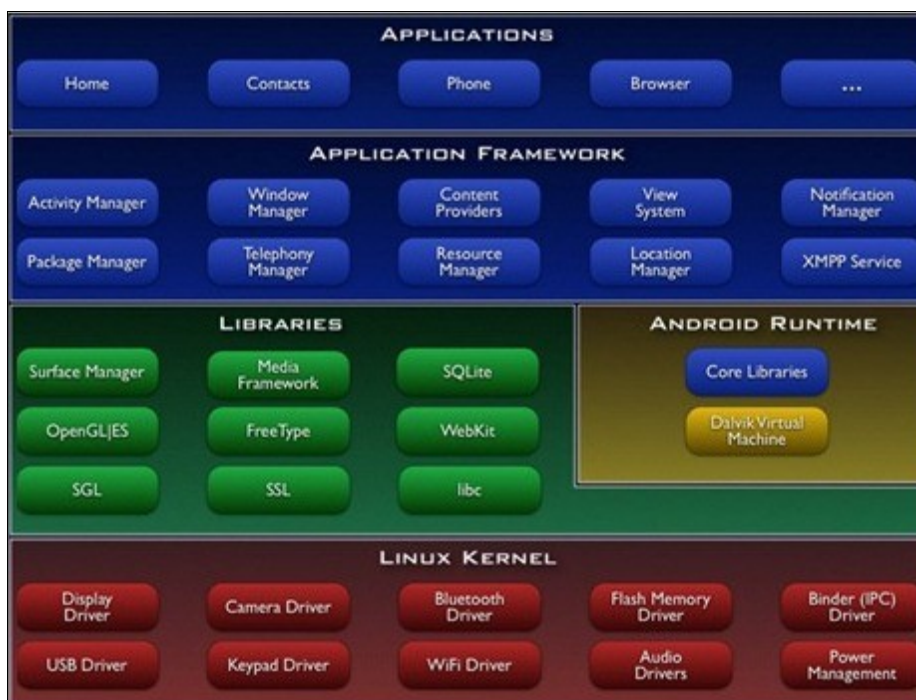 APPLICATIONS
Home
Contacts
Phone
Browser
...
APPLICATION FRAMEWORK
Activity Manager
Window
Manager
Content
Providers
View
System
Notification
Manager
Package Manager
Telephony
Manager
Resource
Manager
Location
Manager
XMPP Service
LIBRARIES
Surface Manager
Media
Framework
SQLite
OpenGL|ES
FreeType
WebKit
SGL
SSL
libc
ANDROID RUNTIME
Core Libraries
Dalvik Virtual
Machine
LINUX KERNEL
Display
Driver
Camera Driver
Bluetooth
Driver
Flash Memory
Driver
Binder (IPC)
Driver
USB Driver
Keypad Driver
WiFi Driver
Audio
Drivers
Power
Management